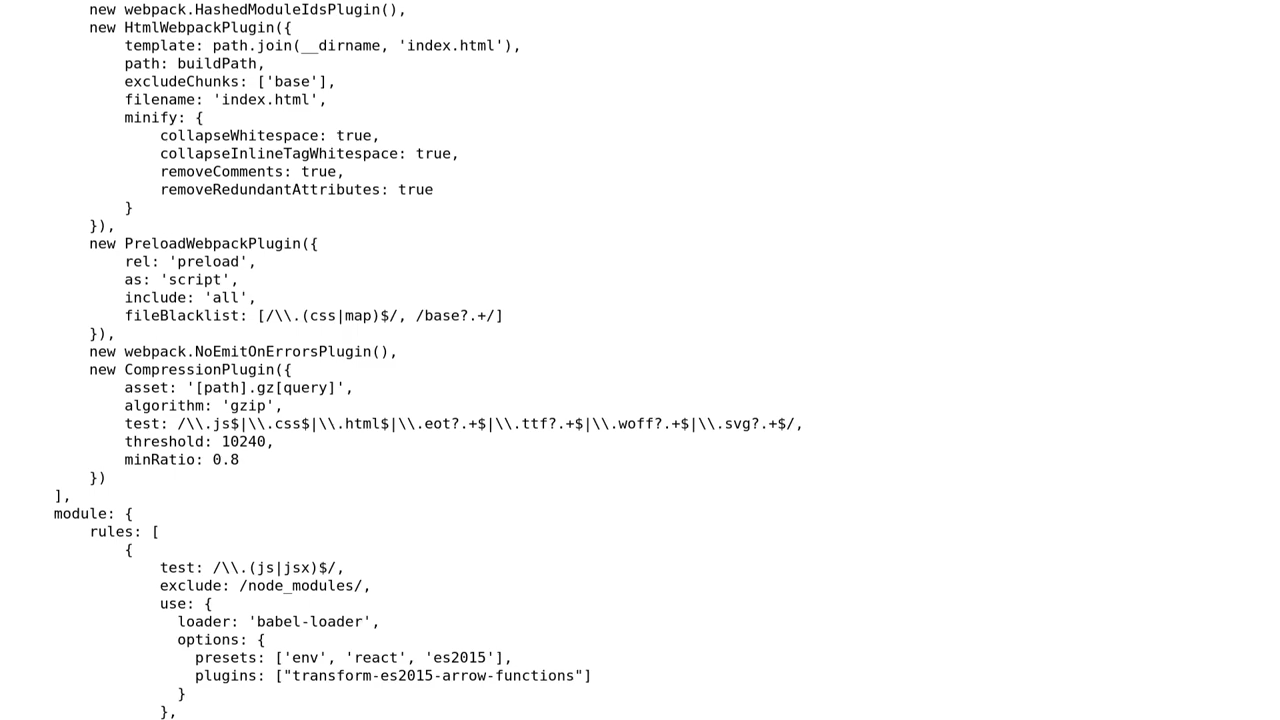 new webpack.HashedModuleIdsPlugin(),
new HtmlWebpackPlugin({
template: path.join(__dirname, 'index.html'),
path: buildPath,
excludeChunks: ['base'],
filename: 'index.html',
minify: {
collapseWhitespace: true,
collapseInlineTagWhitespace: true,
removeComments: true,
removeRedundantAttributes: true
}
}),
new PreloadWebpackPlugin({
rel: 'preload',
as: 'script',
include: 'all',
fileBlacklist: [/\\.(css|map)$/, /base?.+/]
}),
new webpack.NoEmitOnErrorsPlugin(),
new CompressionPlugin({
asset: '[path].gz[query]',
algorithm: 'gzip',
test: /\\.js$|\\.css$|\\.html$|\\.eot?.+$|\\.ttf?.+$|\\.woff?.+$|\\.svg?.+$/,
threshold: 10240,
minRatio: 0.8
})
],
module: {
rules: [
{
test: /\\.(js|jsx)$/,
exclude: /node_modules/,
use: {
loader: 'babel-loader',
options: {
presets: ['env', 'react', 'es2015'],
plugins: ["transform-es2015-arrow-functions"]
}
},